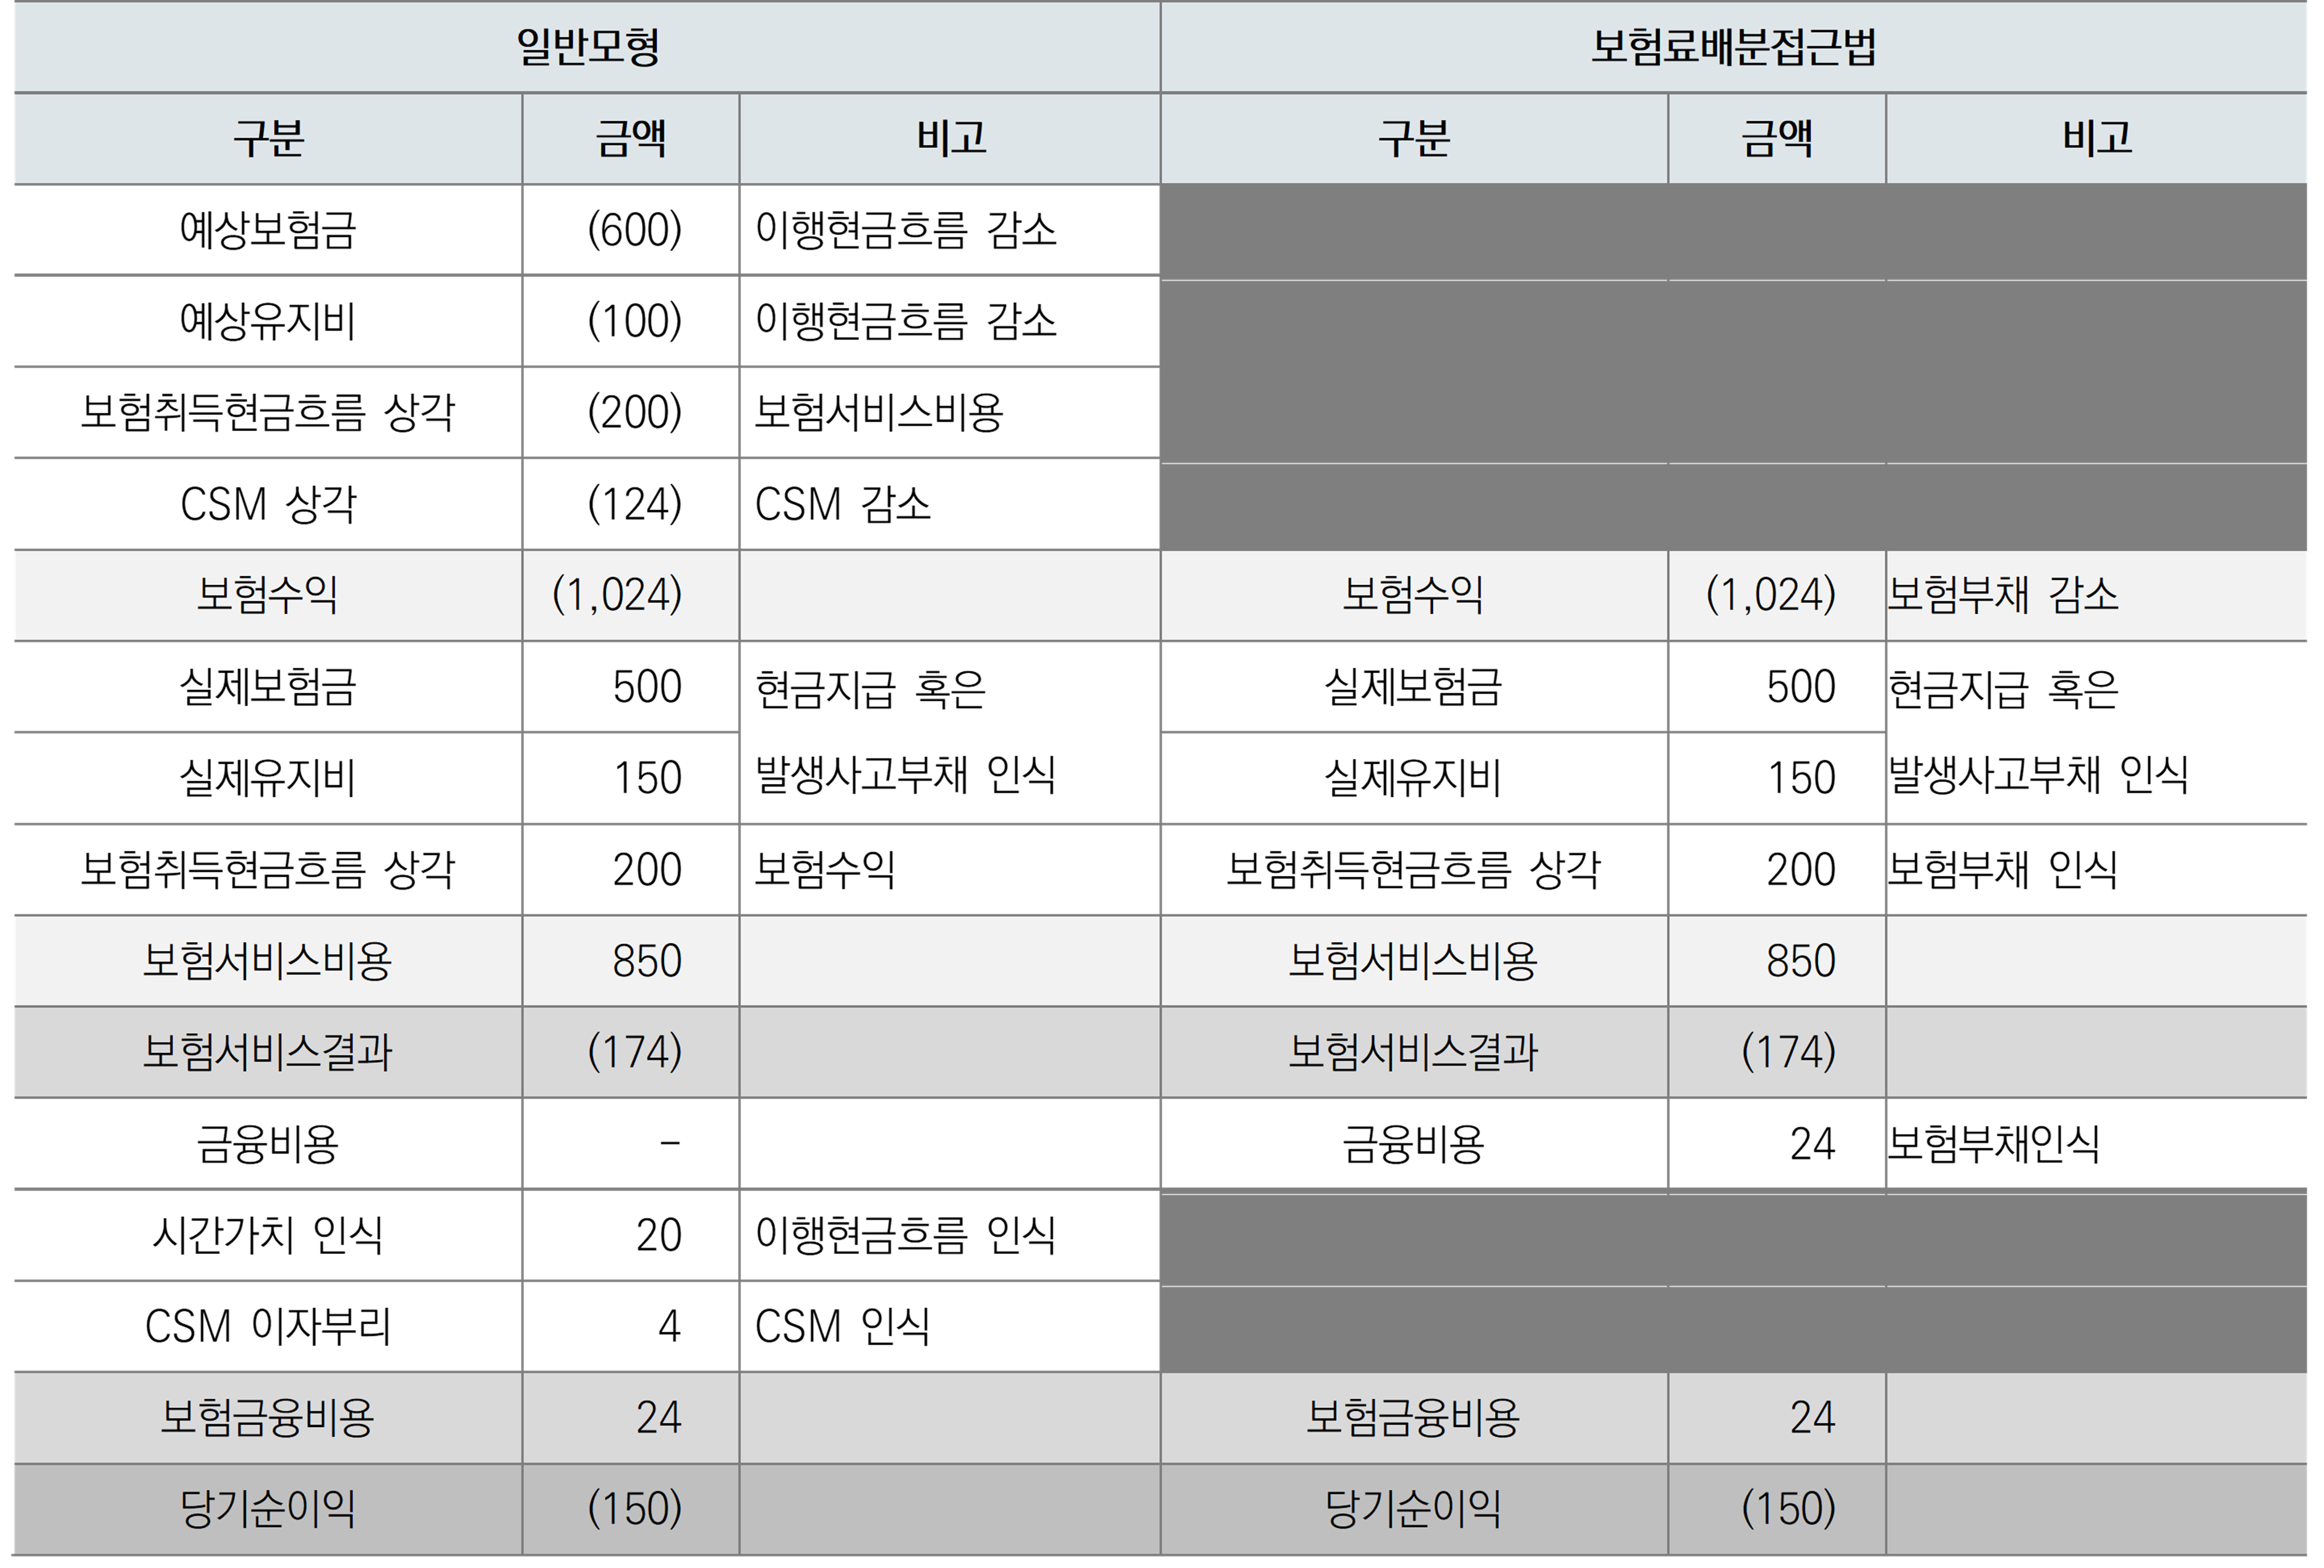 일반모형 보험료배분접근법
구분 금액 비고 구분 금액 비고
예상보험금 (600) 이행현금흐름 감소
예상유지비 (100) 이행현금흐름 감소
보험취득현금흐름 상각 (200) 보험서비스비용
CSM 상각 (124) CSM 감소
보험수익 (1,024) 보험수익 (1,024) 보험부채 감소
실제보험금 500 현금지급 혹은 실제보험금 500 현금지급 혹은
실제유지비 150 발생사고부채 인식 실제유지비 150 발생사고부채 인식
보험취득현금흐름 상각 200 보험수익 보험취득현금흐름 상각 200 보험부채 인식
보험서비스비용 850 보험서비스비용 850
보험서비스결과 (174) 보험서비스결과 (174)
금융비용 – 금융비용 24 보험부채인식
시간가치 인식 20 이행현금흐름 인식
CSM 이자부리 4 CSM 인식
보험금융비용 24 보험금융비용 24
당기순이익 (150) 당기순이익 (150)